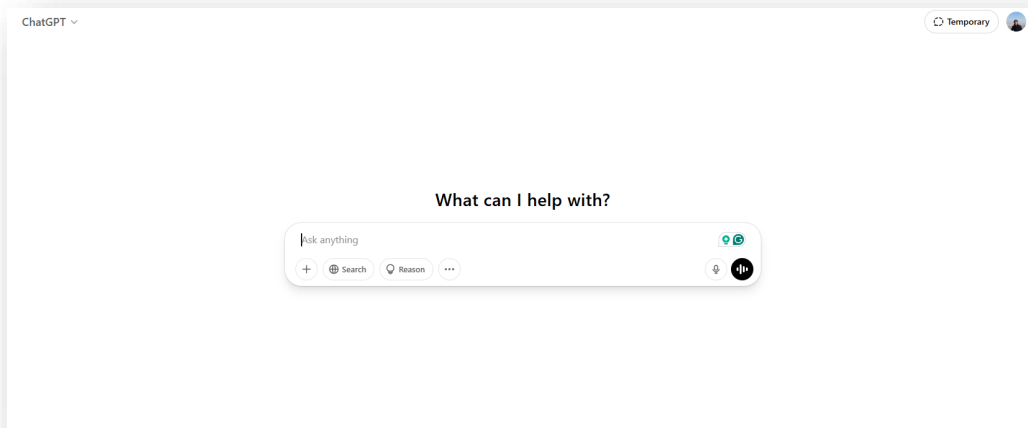 ChatGPT
Temporary
What can I help with?
Ask anything
Search
Reason